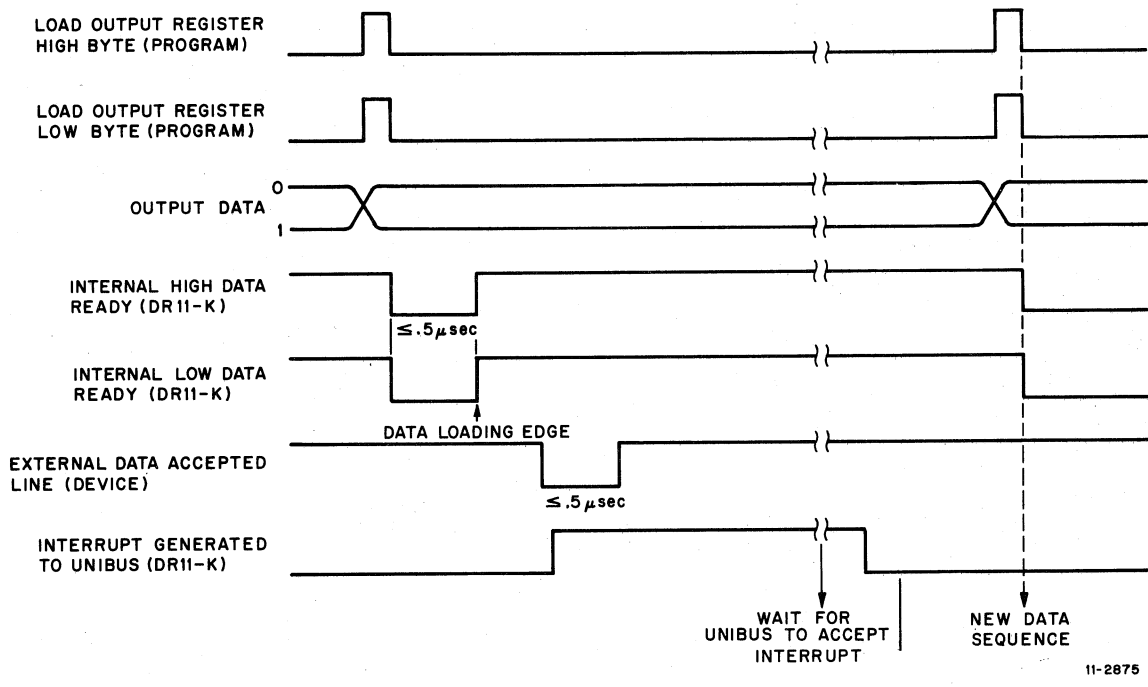 LOAD OUTPUT REGISTER
HIGH BYTE (PROGRAM)
LOAD OUTPUT REGISTER
LOW BYTE (PROGRAM)
0
OUTPUT DATA
1
INTERNAL HIGH DATA
READY (DR11-K)
≤.5μsec
INTERNAL LOW DATA
READY (DR11-K)
DATA LOADING EDGE
EXTERNAL DATA ACCEPTED
LINE (DEVICE)
≤.5μsec
INTERRUPT GENERATED
TO UNIBUS (DR11-K)
WAIT FOR
UNIBUS TO ACCEPT
INTERRUPT
NEW DATA
SEQUENCE
11-2875